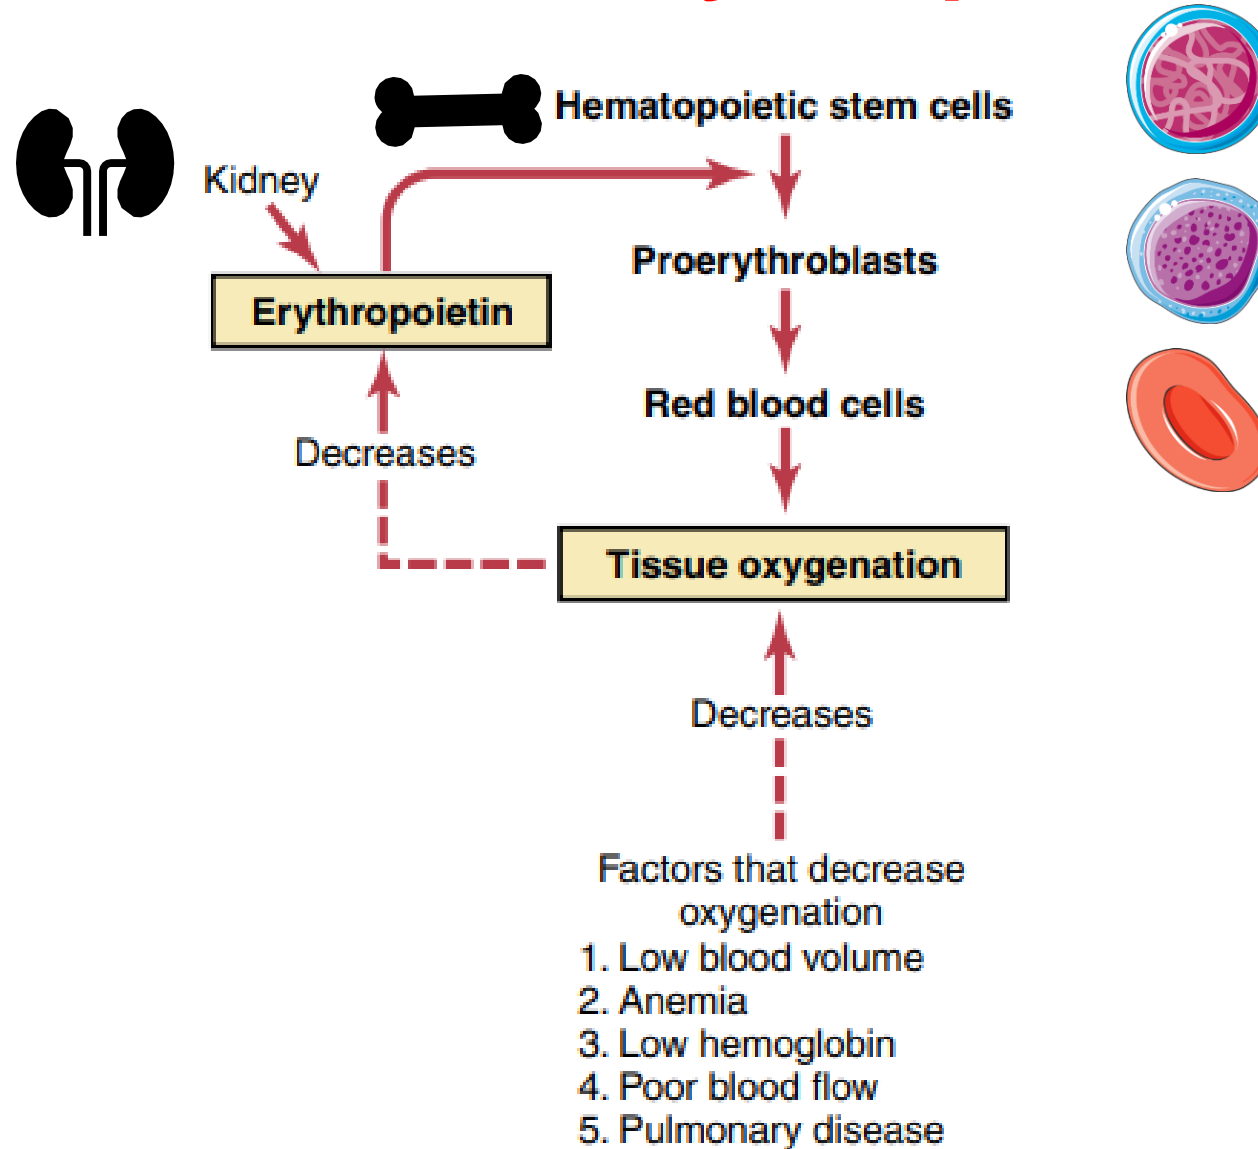 Hematopoietic stem cells
Kidney
Proerythroblasts
Erythropoietin
Red blood cells
Decreases
Tissue oxygenation
Decreases
Factors that decrease
oxygenation
1. Low blood volume
2. Anemia
3. Low hemoglobin
4. Poor blood flow
5. Pulmonary disease